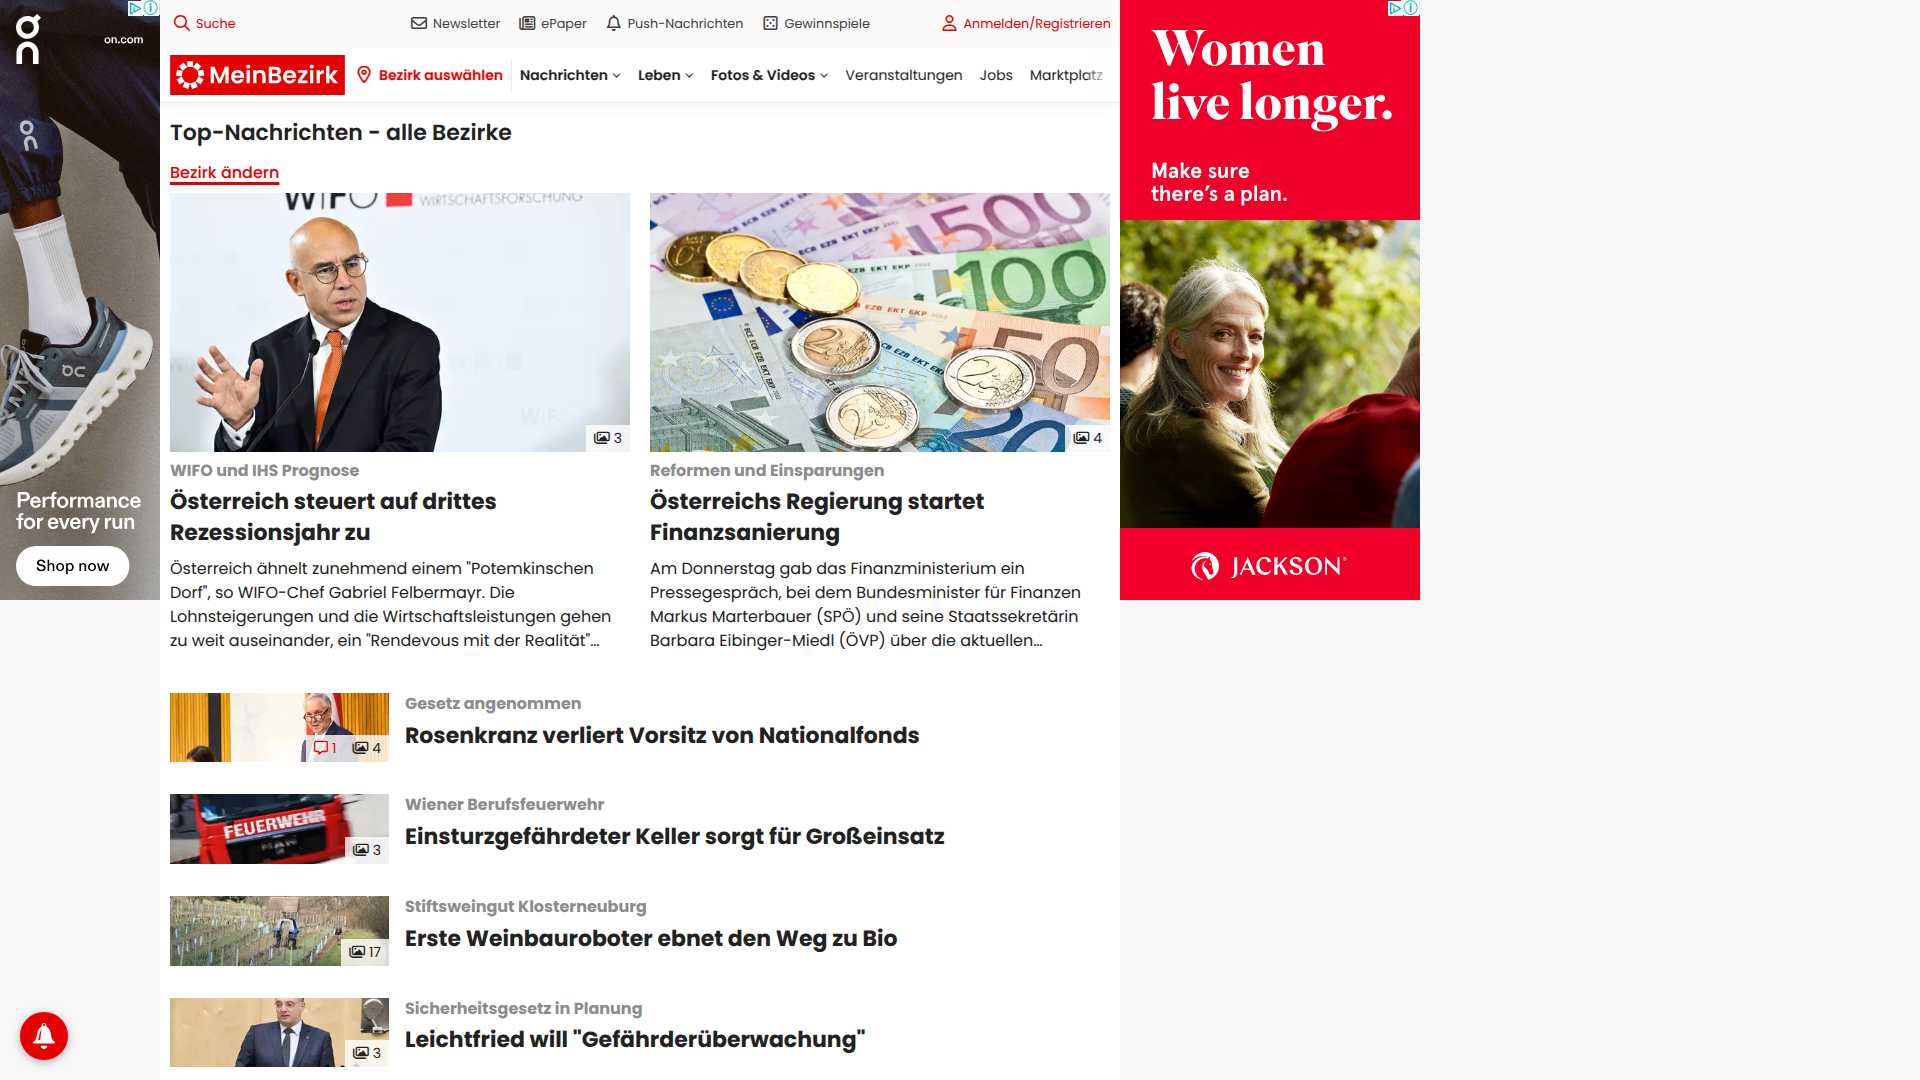 on.com
Performance
for every run
Shop now
Suche
Newsletter
ePaper
Push-Nachrichten
Gewinnspiele
Anmelden/Registrieren
MeinBezirk
Bezirk auswählen
Nachrichten
Leben
Fotos & Videos
Veranstaltungen
Jobs
Marktplatz
Top-Nachrichten - alle Bezirke
Bezirk ändern
WIFO WIRTSCHAFTSFORSCHUNG
3
WIFO und IHS Prognose
Österreich steuert auf drittes
Rezessionsjahr zu
Österreich ähnelt zunehmend einem "Potemkinschen
Dorf", so WIFO-Chef Gabriel Felbermayr. Die
Lohnsteigerungen und die Wirtschaftsleistungen gehen
zu weit auseinander, ein "Rendevous mit der Realität"...
500
100
50
20
4
Reformen und Einsparungen
Österreichs Regierung startet
Finanzsanierung
Am Donnerstag gab das Finanzministerium ein
Pressegespräch, bei dem Bundesminister für Finanzen
Markus Marterbauer (SPÖ) und seine Staatssekretärin
Barbara Eibinger-Miedl (ÖVP) über die aktuellen...
1 4
Gesetz angenommen
Rosenkranz verliert Vorsitz von Nationalfonds
FEUERWEHR
3
Wiener Berufsfeuerwehr
Einsturzgefährdeter Keller sorgt für Großeinsatz
17
Stiftsweingut Klosterneuburg
Erste Weinbauroboter ebnet den Weg zu Bio
3
Sicherheitsgesetz in Planung
Leichtfried will "Gefährderüberwachung"
Women
live longer.
Make sure
there's a plan.
JACKSON